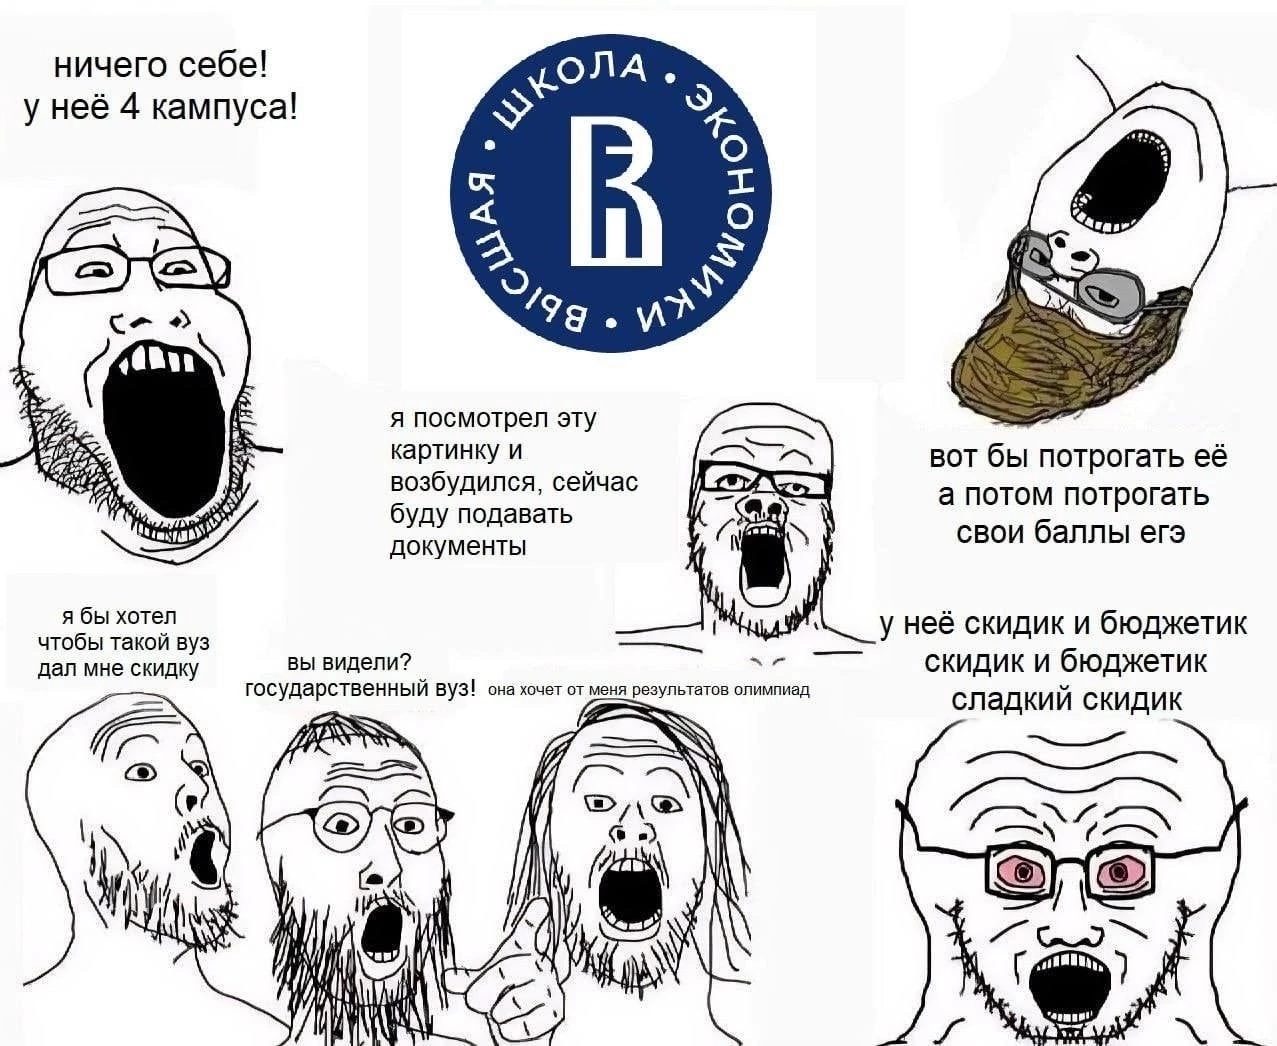 ничего себе!
у неё 4 кампуса!
ВЫСШАЯ • ШКОЛА • ЭКОНОМИКИ •
я посмотрел эту
картинку и
возбудился, сейчас
буду подавать
документы
вот бы потрогать её
а потом потрогать
свои баллы егэ
я бы хотел
чтобы такой вуз
дал мне скидку
вы видели?
государственный вуз!
она хочет от меня результатов олимпиад
у неё скидик и бюджетик
скидик и бюджетик
сладкий скидик